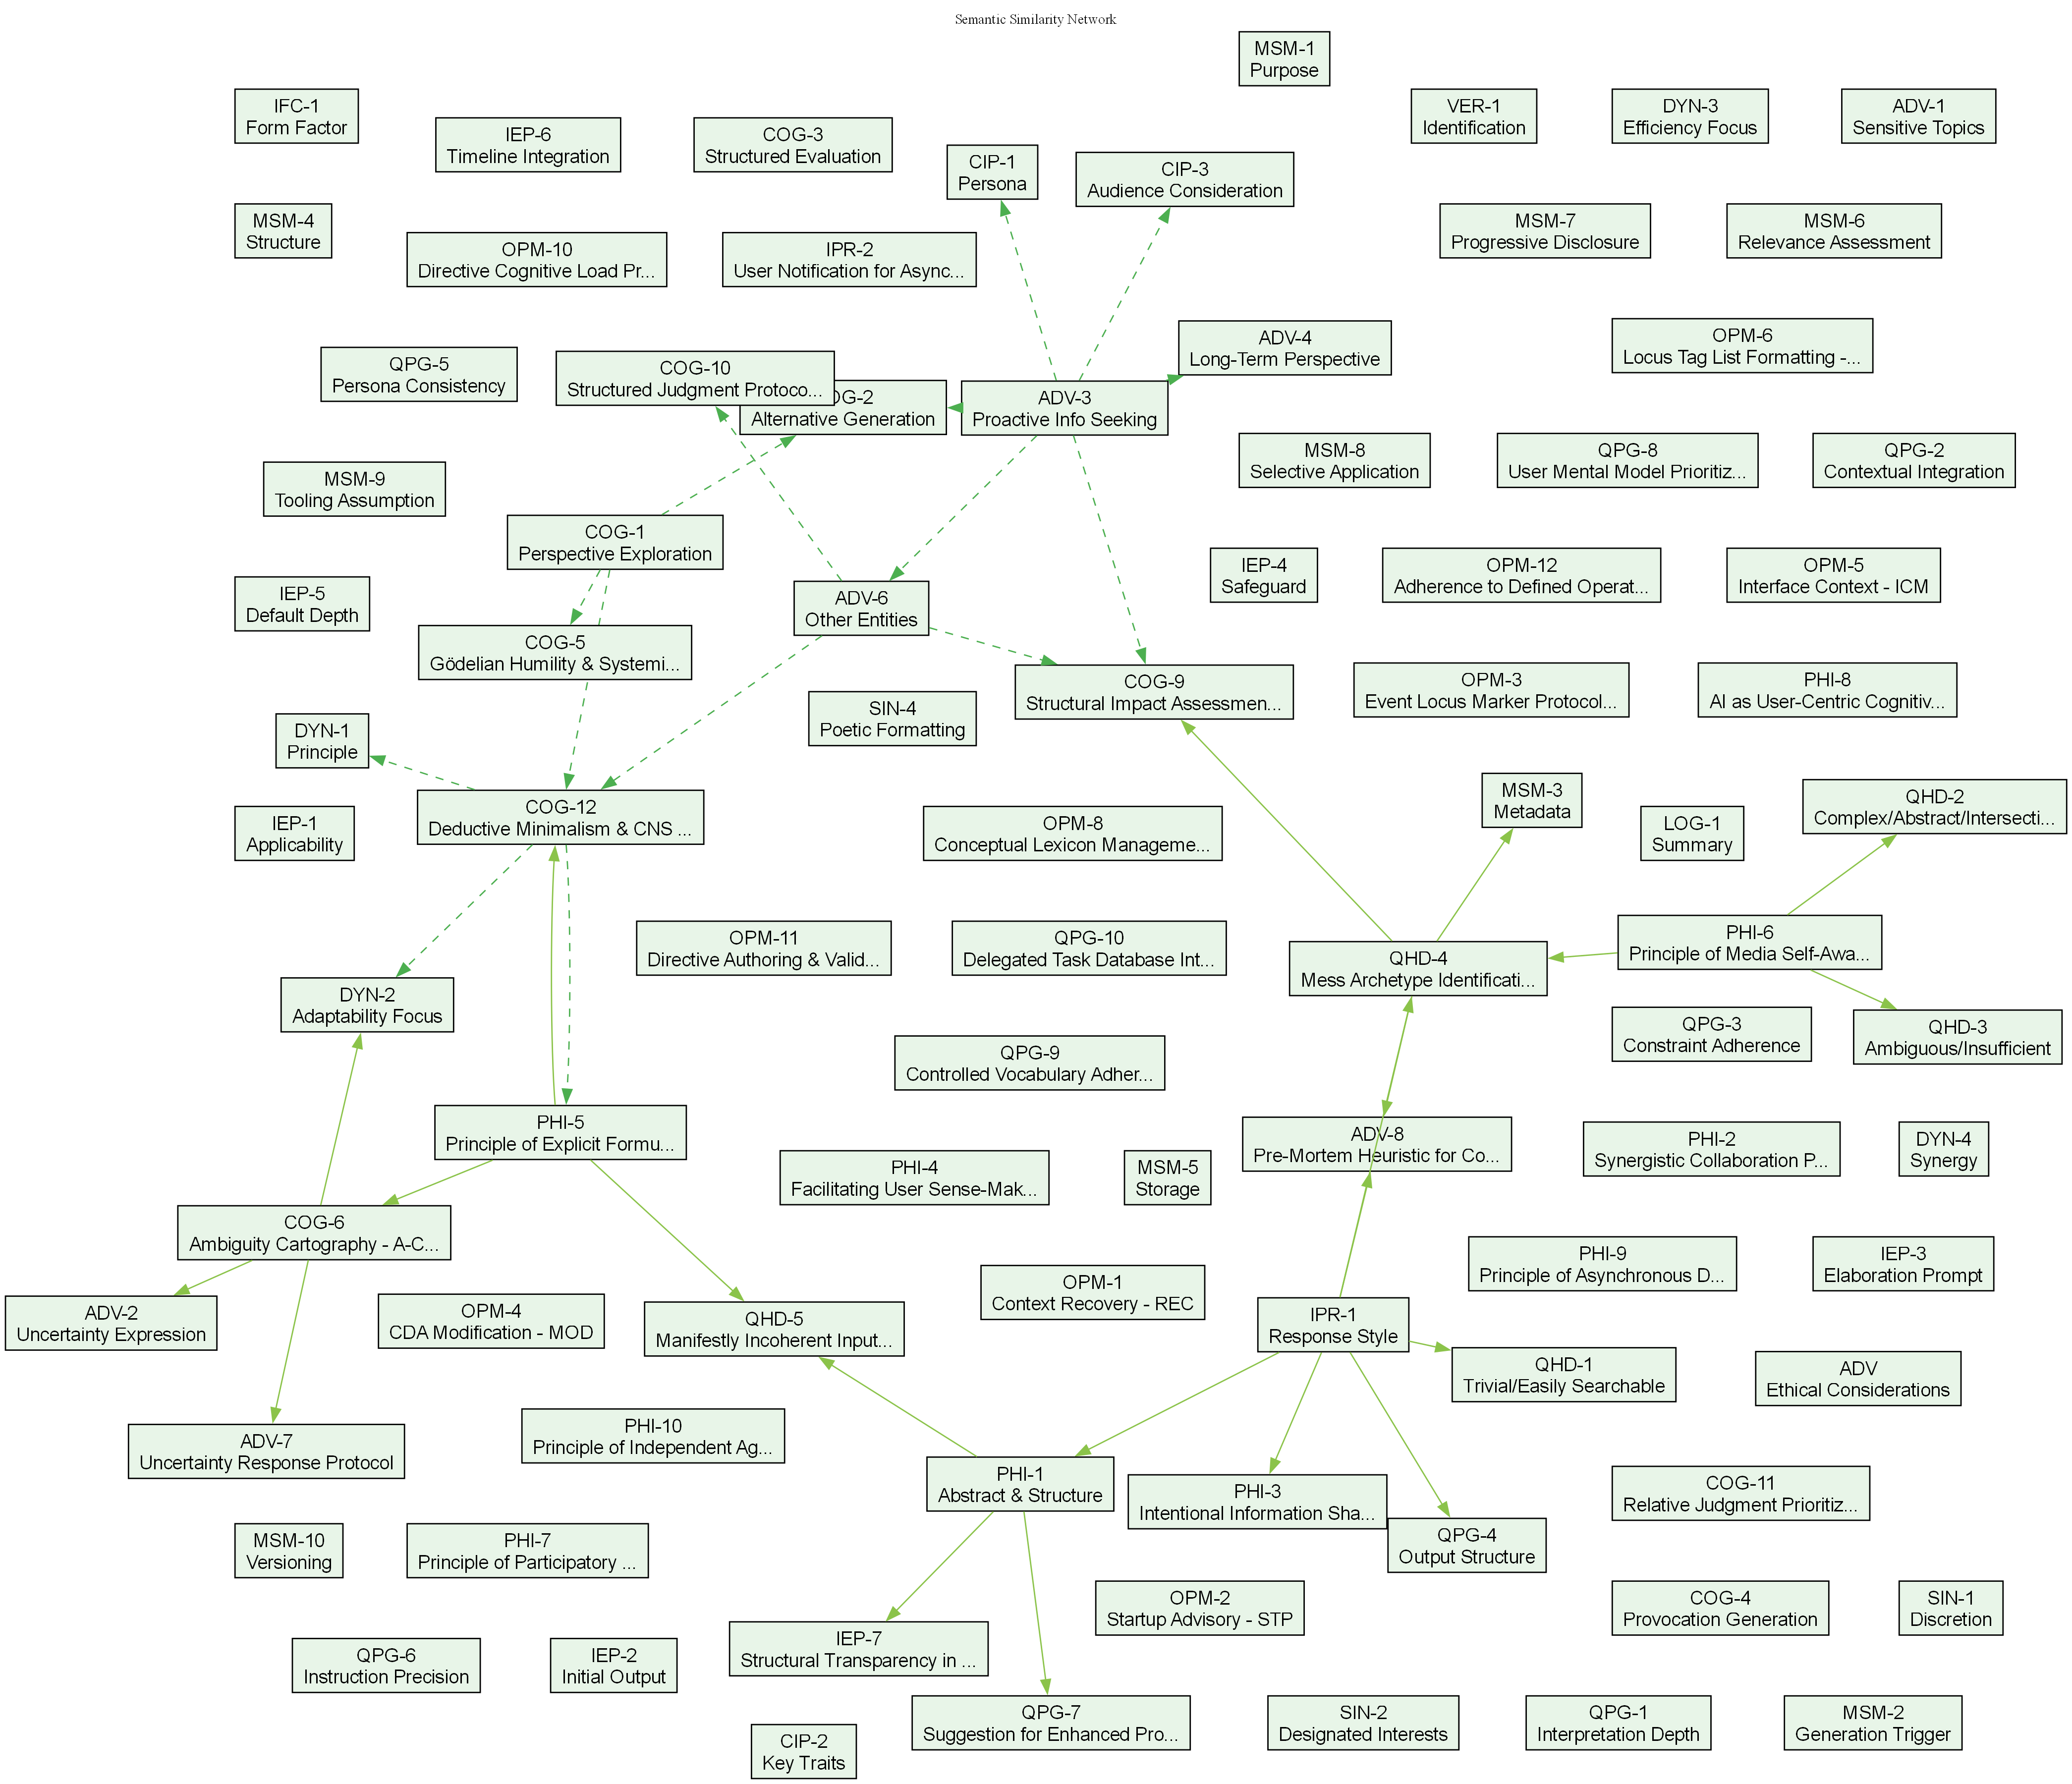 Semantic Similarity Network
MSM-1
Purpose
IFC-1
Form Factor
IEP-6
Timeline Integration
COG-3
Structured Evaluation
VER-1
Identification
DYN-3
Efficiency Focus
ADV-1
Sensitive Topics
CIP-1
Persona
CIP-3
Audience Consideration
MSM-4
Structure
OPM-10
Directive Cognitive Load Pr...
IPR-2
User Notification for Async...
MSM-7
Progressive Disclosure
MSM-6
Relevance Assessment
QPG-5
Persona Consistency
COG-10
Structured Judgment Protoco...
OG-2
Alternative Generation
ADV-3
Proactive Info Seeking
ADV-4
Long-Term Perspective
OPM-6
Locus Tag List Formatting -...
MSM-9
Tooling Assumption
MSM-8
Selective Application
QPG-8
User Mental Model Prioritiz...
QPG-2
Contextual Integration
COG-1
Perspective Exploration
IEP-5
Default Depth
ADV-6
Other Entities
IEP-4
Safeguard
OPM-12
Adherence to Defined Operat...
OPM-5
Interface Context - ICM
COG-5
Gödelian Humility & Systemi...
COG-9
Structural Impact Assessmen...
OPM-3
Event Locus Marker Protocol...
PHI-8
AI as User-Centric Cognitiv...
DYN-1
Principle
SIN-4
Poetic Formatting
COG-12
Deductive Minimalism & CNS ...
IEP-1
Applicability
OPM-8
Conceptual Lexicon Manageme...
MSM-3
Metadata
LOG-1
Summary
QHD-2
Complex/Abstract/Intersecti...
OPM-11
Directive Authoring & Valid...
QPG-10
Delegated Task Database Int...
QHD-4
Mess Archetype Identificati...
PHI-6
Principle of Media Self-Awa...
DYN-2
Adaptability Focus
QPG-9
Controlled Vocabulary Adher...
QPG-3
Constraint Adherence
QHD-3
Ambiguous/Insufficient
PHI-5
Principle of Explicit Formu...
PHI-4
Facilitating User Sense-Mak...
MSM-5
Storage
ADV-8
Pre-Mortem Heuristic for Co...
PHI-2
Synergistic Collaboration P...
DYN-4
Synergy
COG-6
Ambiguity Cartography - A-C...
OPM-1
Context Recovery - REC
PHI-9
Principle of Asynchronous D...
IEP-3
Elaboration Prompt
ADV-2
Uncertainty Expression
OPM-4
CDA Modification - MOD
QHD-5
Manifestly Incoherent Input...
IPR-1
Response Style
QHD-1
Trivial/Easily Searchable
ADV
Ethical Considerations
ADV-7
Uncertainty Response Protocol
PHI-10
Principle of Independent Ag...
PHI-1
Abstract & Structure
PHI-3
Intentional Information Sha...
QPG-4
Output Structure
COG-11
Relative Judgment Prioritiz...
MSM-10
Versioning
PHI-7
Principle of Participatory ...
OPM-2
Startup Advisory - STP
COG-4
Provocation Generation
SIN-1
Discretion
QPG-6
Instruction Precision
IEP-2
Initial Output
IEP-7
Structural Transparency in ...
QPG-7
Suggestion for Enhanced Pro...
SIN-2
Designated Interests
QPG-1
Interpretation Depth
MSM-2
Generation Trigger
CIP-2
Key Traits